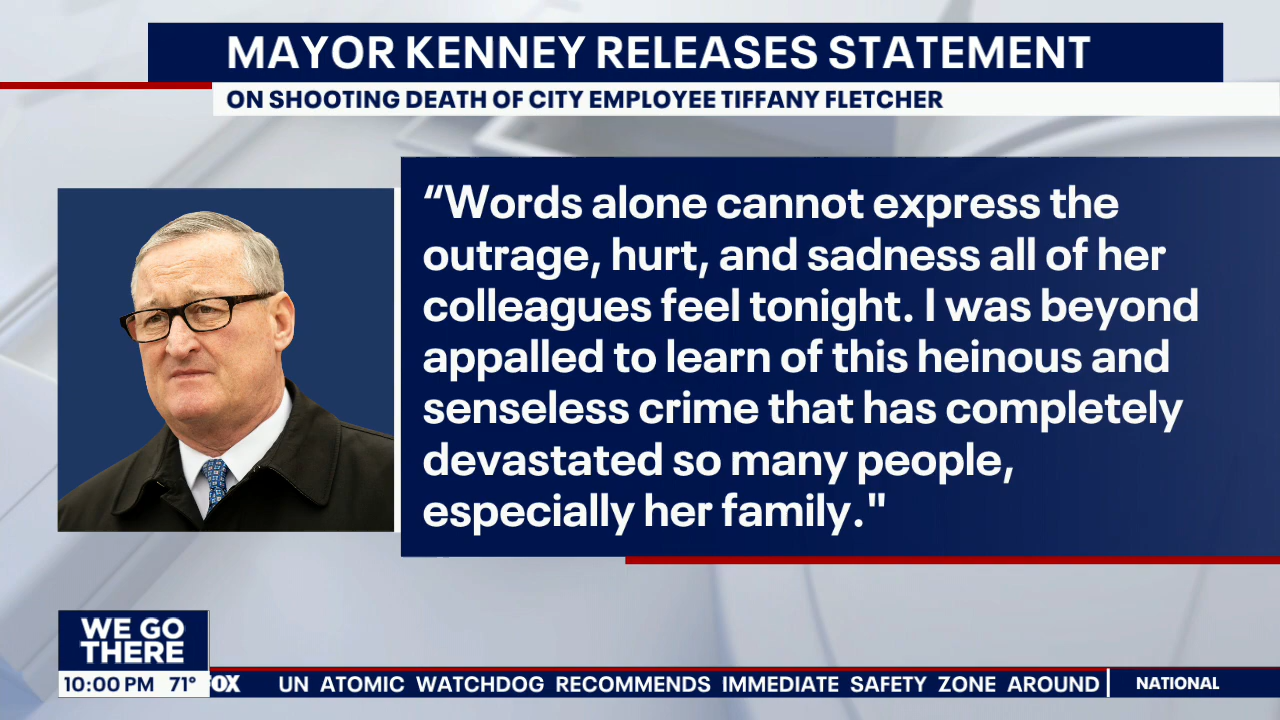 MAYOR KENNEY RELEASES STATEMENT
ON SHOOTING DEATH OF CITY EMPLOYEE TIFFANY FLETCHER
“Words alone cannot express the
outrage, hurt, and sadness all of her
colleagues feel tonight. I was beyond
appalled to learn of this heinous and
senseless crime that has completely
devastated so many people,
especially her family."
WE GO
THERE
10:00 PM 71° FOX UN ATOMIC WATCHDOG RECOMMENDS IMMEDIATE SAFETY ZONE AROUND NATIONAL